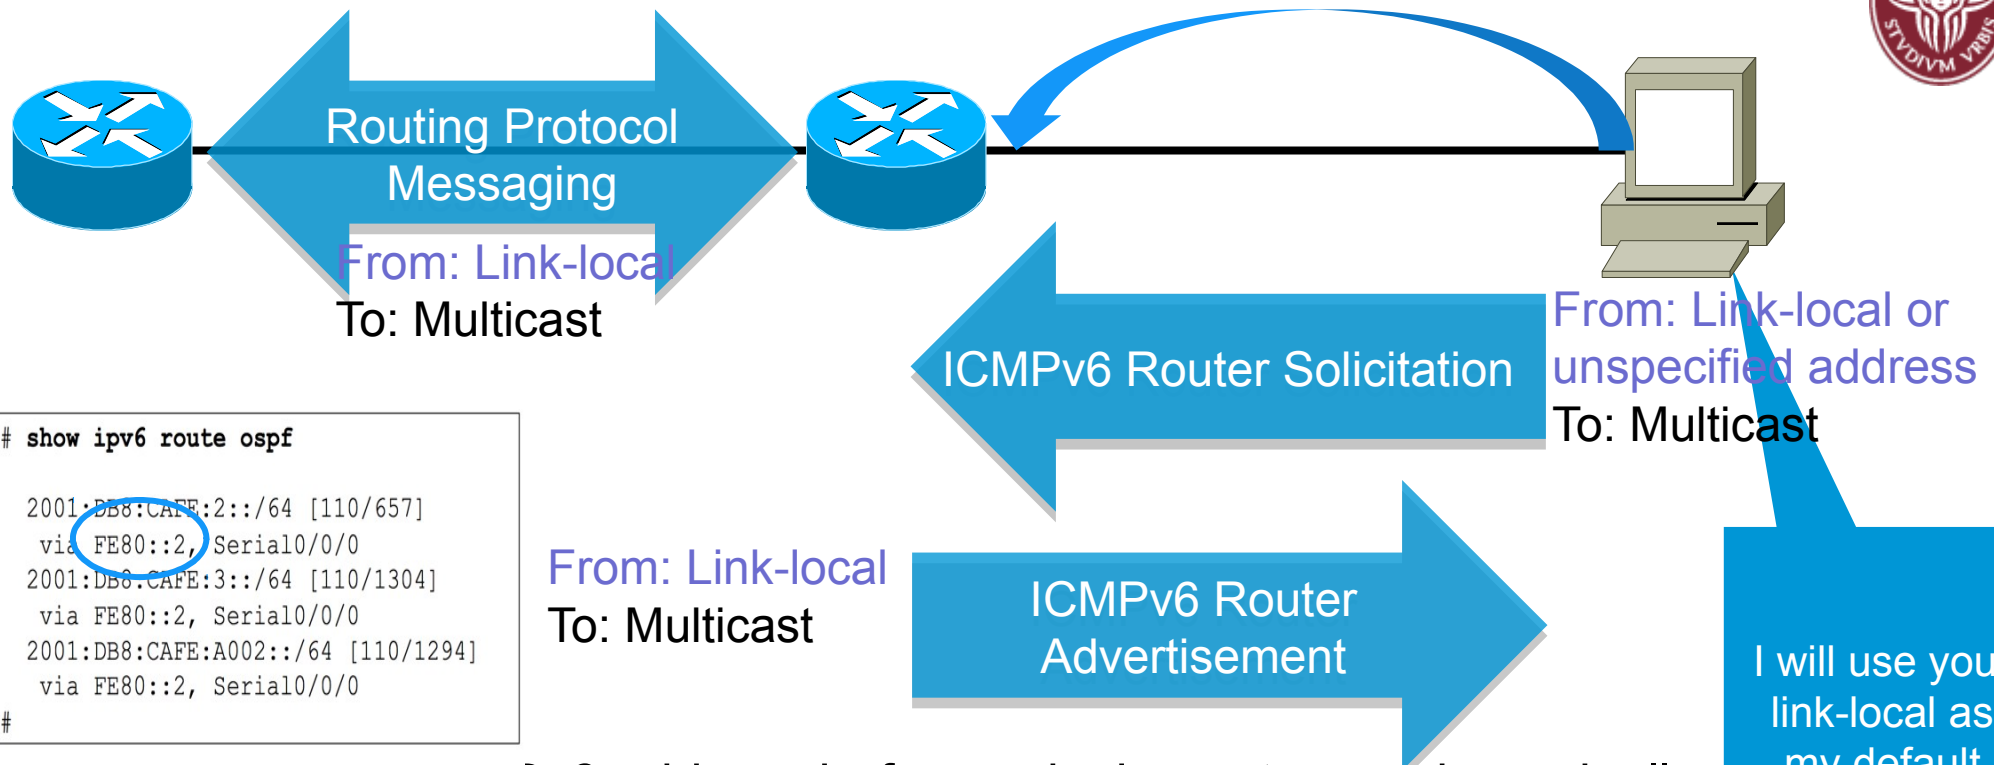 STVDIVM VRBIS
Routing Protocol
Messaging
From: Link-local
To: Multicast
ICMPv6 Router Solicitation
From: Link-local or
unspecified address
To: Multicast
# show ipv6 route ospf
2001:DB8:CAFE:2::/64 [110/657]
via FE80::2, Serial0/0/0
2001:DB8:CAFE:3::/64 [110/1304]
via FE80::2, Serial0/0/0
2001:DB8:CAFE:A002::/64 [110/1294]
via FE80::2, Serial0/0/0
#
From: Link-local
To: Multicast
ICMPv6 Router
Advertisement
I will use you
link-local as
my default